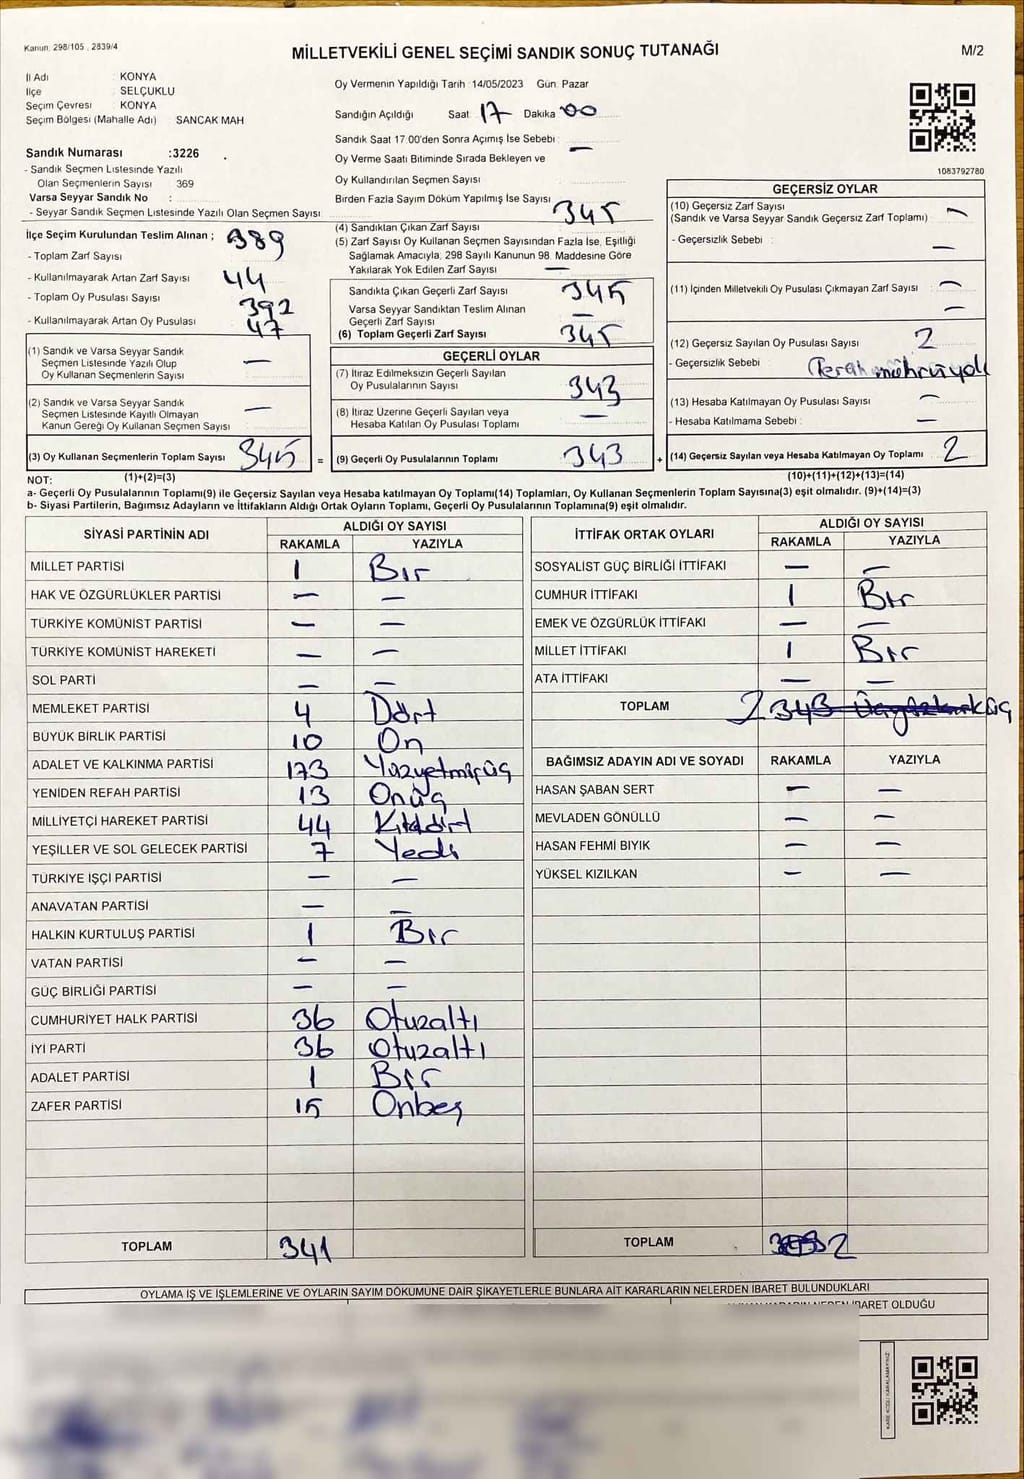 Kanun: 298/105 , 2839/4
MİLLETVEKİLİ GENEL SEÇİMİ SANDIK SONUÇ TUTANAĞI
M/2
İl Adı : KONYA
İlçe : SELÇUKLU
Seçim Çevresi : KONYA
Seçim Bölgesi (Mahalle Adı) : SANCAK MAH
Sandık Numarası :3226
- Sandık Seçmen Listesinde Yazılı
Olan Seçmenlerin Sayısı : 369
Varsa Seyyar Sandık No :
- Seyyar Sandık Seçmen Listesinde Yazılı Olan Seçmen Sayısı:
İlçe Seçim Kurulundan Teslim Alınan ;
- Toplam Zarf Sayısı 389
- Kullanılmayarak Artan Zarf Sayısı 44
- Toplam Oy Pusulası Sayısı 392
- Kullanılmayarak Artan Oy Pusulası 47
Oy Vermenin Yapıldığı Tarih :14/05/2023 Gün: Pazar
Sandığın Açıldığı Saat 17 Dakika 00
Sandık Saat 17.00'den Sonra Açımış İse Sebebi : —
Oy Verme Saati Bitiminde Sırada Bekleyen ve
Oy Kullandırılan Seçmen Sayısı
Birden Fazla Sayım Döküm Yapılmış İse Sayısı
(4) Sandıktan Çıkan Zarf Sayısı 345
(5) Zarf Sayısı Oy Kullanan Seçmen Sayısından Fazla İse, Eşitliği
Sağlamak Amacıyla, 298 Sayılı Kanunun 98. Maddesine Göre
Yakılarak Yok Edilen Zarf Sayısı —
Sandıkta Çıkan Geçerli Zarf Sayısı 345
Varsa Seyyar Sandıktan Teslim Alınan
Geçerli Zarf Sayısı —
(6) Toplam Geçerli Zarf Sayısı 345
1083792780
GEÇERSİZ OYLAR
(10) Geçersiz Zarf Sayısı
(Sandık ve Varsa Seyyar Sandık Geçersiz Zarf Toplamı) —
- Geçersizlik Sebebi : —
(11) İçinden Milletvekili Oy Pusulası Çıkmayan Zarf Sayısı —
—
(12) Geçersiz Sayılan Oy Pusulası Sayısı 2
- Geçersizlik Sebebi mührü yok
(13) Hesaba Katılmayan Oy Pusulası Sayısı —
- Hesaba Katılmama Sebebi : —
(14) Geçersiz Sayılan veya Hesaba Katılmayan Oy Toplamı 2
(10)+(11)+(12)+(13)=(14)
(1) Sandık ve Varsa Seyyar Sandık
Seçmen Listesinde Yazılı Olup
Oy Kullanan Seçmenlerin Sayısı —
(2) Sandık ve Varsa Seyyar Sandık
Seçmen Listesinde Kayıtlı Olmayan
Kanun Gereği Oy Kullanan Seçmen Sayısı —
(3) Oy Kullanan Seçmenlerin Toplam Sayısı 345 =
(1)+(2)=(3)
GEÇERLİ OYLAR
(7) İtiraz Edilmeksizin Geçerli Sayılan
Oy Pusulalarının Sayısı 343
(8) İtiraz Üzerine Geçerli Sayılan veya
Hesaba Katılan Oy Pusulası Toplamı —
(9) Geçerli Oy Pusulalarının Toplamı 343 +
NOT:
a- Geçerli Oy Pusulalarının Toplamı(9) ile Geçersiz Sayılan veya Hesaba katılmayan Oy Toplamı(14) Toplamları, Oy Kullanan Seçmenlerin Toplam Sayısına(3) eşit olmalıdır. (9)+(14)=(3)
b- Siyasi Partilerin, Bağımsız Adayların ve İttifakların Aldığı Ortak Oyların Toplamı, Geçerli Oy Pusulalarının Toplamına(9) eşit olmalıdır.
SİYASİ PARTİNİN ADI ALDIĞI OY SAYISI
RAKAMLA YAZIYLA
MİLLET PARTİSİ 1 Bir
HAK VE ÖZGÜRLÜKLER PARTİSİ — —
TÜRKİYE KOMÜNİST PARTİSİ — —
TÜRKİYE KOMÜNİST HAREKETİ — —
SOL PARTİ — —
MEMLEKET PARTİSİ 4 Dört
BÜYÜK BİRLİK PARTİSİ 10 On
ADALET VE KALKINMA PARTİSİ 173 Yüzyetmişüç
YENİDEN REFAH PARTİSİ 13 Onüç
MİLLİYETÇİ HAREKET PARTİSİ 44 Kırkdört
YEŞİLLER VE SOL GELECEK PARTİSİ 7 Yedi
TÜRKİYE İŞÇİ PARTİSİ — —
ANAVATAN PARTİSİ — —
HALKIN KURTULUŞ PARTİSİ 1 Bir
VATAN PARTİSİ — —
GÜÇ BİRLİĞİ PARTİSİ — —
CUMHURİYET HALK PARTİSİ 36 Otuzaltı
İYİ PARTİ 36 Otuzaltı
ADALET PARTİSİ 1 Bir
ZAFER PARTİSİ 15 Onbeş
TOPLAM 341
İTTİFAK ORTAK OYLARI ALDIĞI OY SAYISI
RAKAMLA YAZIYLA
SOSYALİST GÜÇ BİRLİĞİ İTTİFAKI — —
CUMHUR İTTİFAKI 1 Bir
EMEK VE ÖZGÜRLÜK İTTİFAKI — —
MİLLET İTTİFAKI 1 Bir
ATA İTTİFAKI — —
TOPLAM 2 343 Üçyüzkırküç
BAĞIMSIZ ADAYIN ADI VE SOYADI RAKAMLA YAZIYLA
HASAN ŞABAN SERT — —
MEVLADEN GÖNÜLLÜ — —
HASAN FEHMİ BIYIK — —
YÜKSEL KIZILKAN — —
TOPLAM 2
OYLAMA İŞ VE İŞLEMLERİNE VE OYLARIN SAYIM DÖKÜMÜNE DAİR ŞİKAYETLERLE BUNLARA AİT KARARLARIN NELERDEN İBARET BULUNDUKLARI
İBARET OLDUĞU
KARE KODU KARALAMAYINIZ